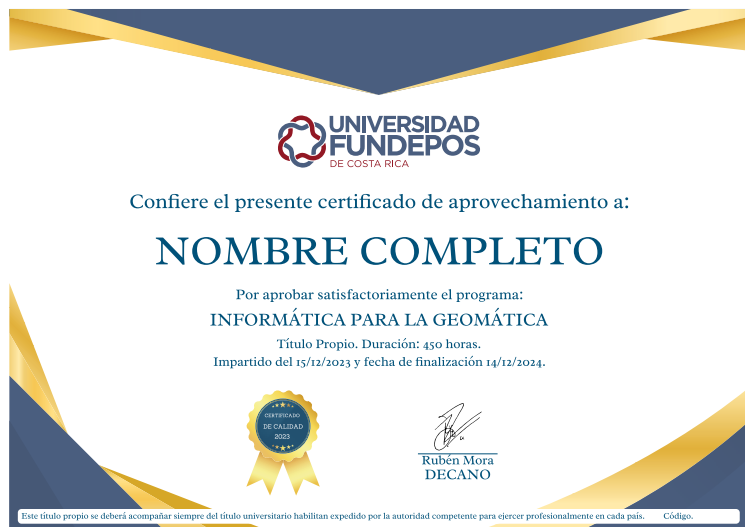 UNIVERSIDAD
FUNDEPOS
DE COSTA RICA
Confiere el presente certificado de aprovechamiento a:
NOMBRE COMPLETO
Por aprobar satisfactoriamente el programa:
INFORMÁTICA PARA LA GEOMÁTICA
Título Propio. Duración: 450 horas.
Impartido del 15/12/2023 y fecha de finalización 14/12/2024.
CERTIFICADO
DE CALIDAD
2023
Rubén Mora
DECANO
Este título propio se deberá acompañar siempre del título universitario habilitan expedido por la autoridad competente para ejercer profesionalmente en cada país. Código.